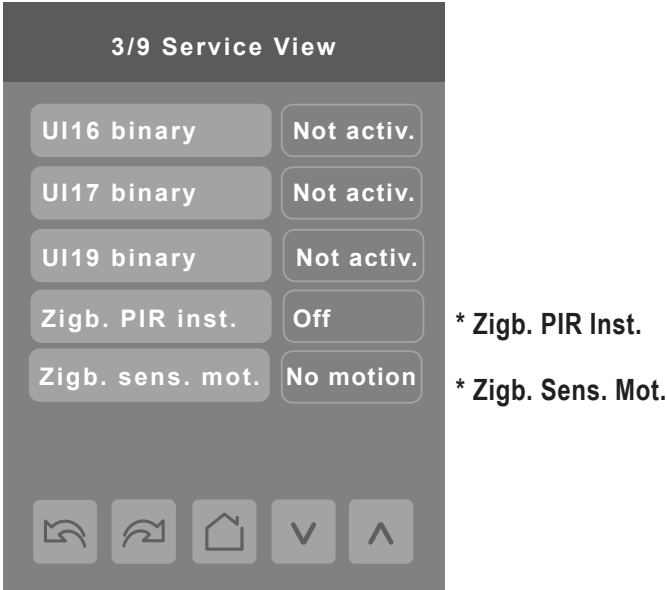 3/9 Service View
UI16 binary Not activ.
UI17 binary Not activ.
UI19 binary Not activ.
Zigb. PIR inst. Off * Zigb. PIR Inst.
Zigb. sens. mot. No motion * Zigb. Sens. Mot.